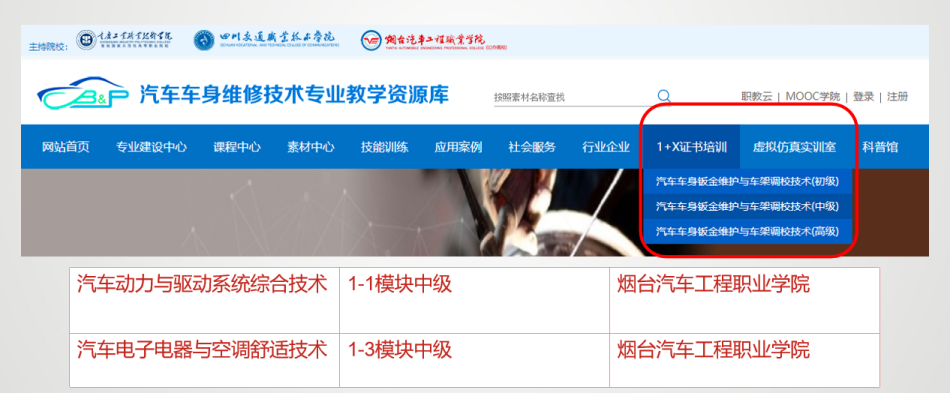 主持院校:
四川交通职业技术学院
烟台汽车工程职业学院
B&P 汽车车身维修技术专业教学资源库
按照素材名称查找
职教云 | MOOC学院 | 登录 | 注册
网站首页 专业建设中心 课程中心 素材中心 技能训练 应用案例 社会服务 行业企业 1+X证书培训 虚拟仿真实训室 科普馆
汽车车身钣金维护与车架调校技术(初级)
汽车车身钣金维护与车架调校技术(中级)
汽车车身钣金维护与车架调校技术(高级)
汽车动力与驱动系统综合技术 1-1模块中级 烟台汽车工程职业学院
汽车电子电器与空调舒适技术 1-3模块中级 烟台汽车工程职业学院